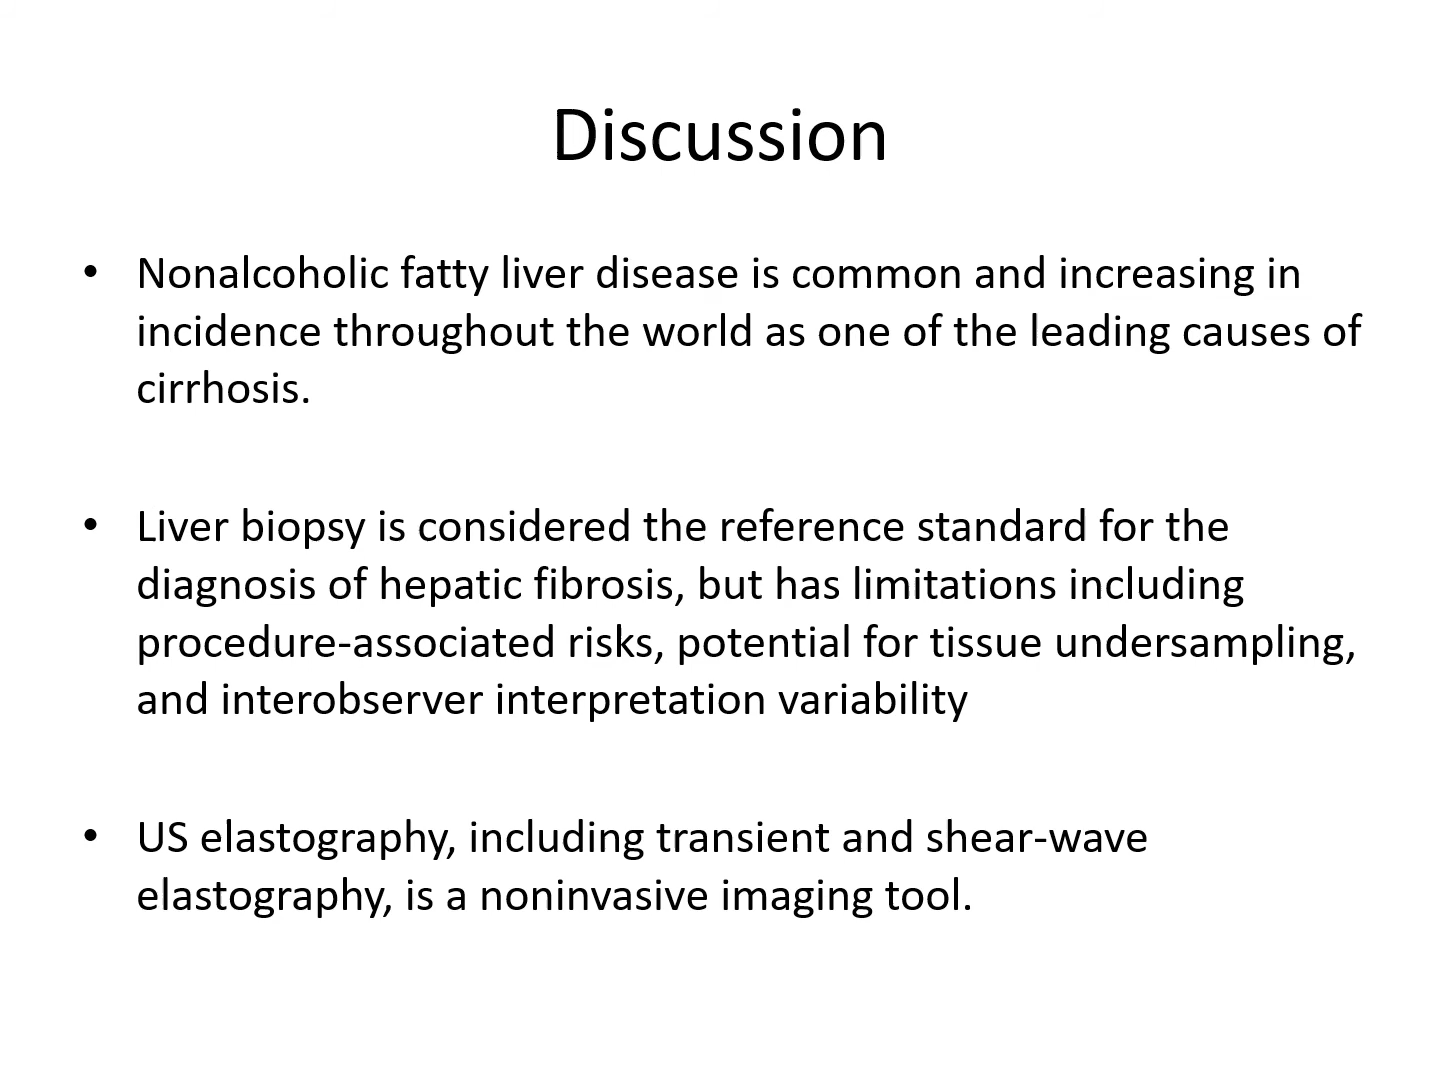 Discussion
• Nonalcoholic fatty liver disease is common and increasing in
incidence throughout the world as one of the leading causes of
cirrhosis.
• Liver biopsy is considered the reference standard for the
diagnosis of hepatic fibrosis, but has limitations including
procedure-associated risks, potential for tissue undersampling,
and interobserver interpretation variability
• US elastography, including transient and shear-wave
elastography, is a noninvasive imaging tool.